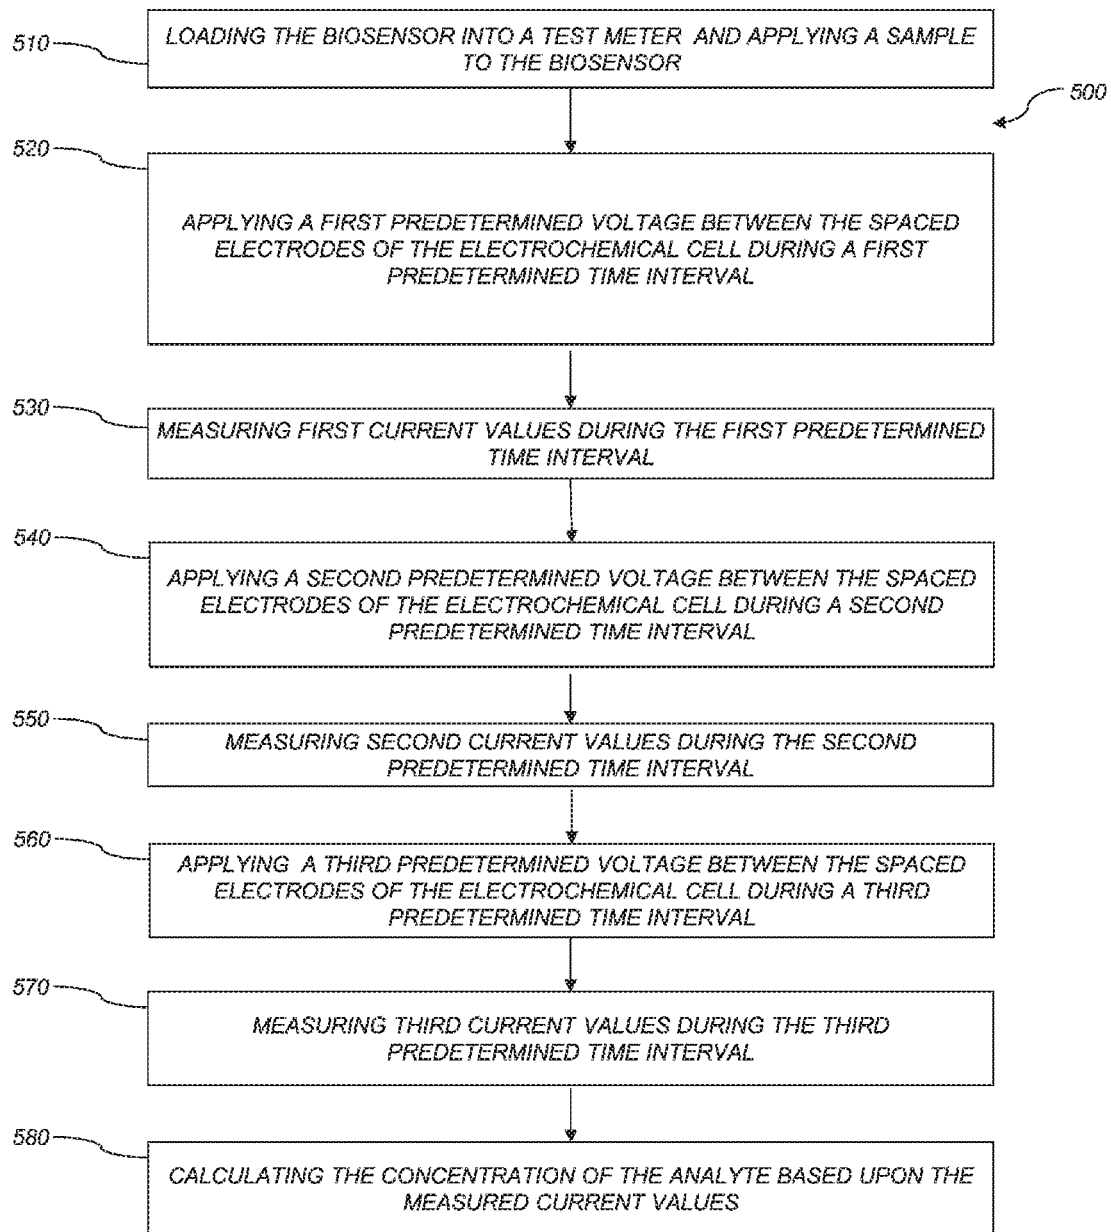 510
LOADING THE BIOSENSOR INTO A TEST METER AND APPLYING A SAMPLE
TO THE BIOSENSOR
500
520
APPLYING A FIRST PREDETERMINED VOLTAGE BETWEEN THE SPACED
ELECTRODES OF THE ELECTROCHEMICAL CELL DURING A FIRST
PREDETERMINED TIME INTERVAL
530
MEASURING FIRST CURRENT VALUES DURING THE FIRST PREDETERMINED
TIME INTERVAL
540
APPLYING A SECOND PREDETERMINED VOLTAGE BETWEEN THE SPACED
ELECTRODES OF THE ELECTROCHEMICAL CELL DURING A SECOND
PREDETERMINED TIME INTERVAL
550
MEASURING SECOND CURRENT VALUES DURING THE SECOND
PREDETERMINED TIME INTERVAL
560
APPLYING A THIRD PREDETERMINED VOLTAGE BETWEEN THE SPACED
ELECTRODES OF THE ELECTROCHEMICAL CELL DURING A THIRD
PREDETERMINED TIME INTERVAL
570
MEASURING THIRD CURRENT VALUES DURING THE THIRD
PREDETERMINED TIME INTERVAL
580
CALCULATING THE CONCENTRATION OF THE ANALYTE BASED UPON THE
MEASURED CURRENT VALUES